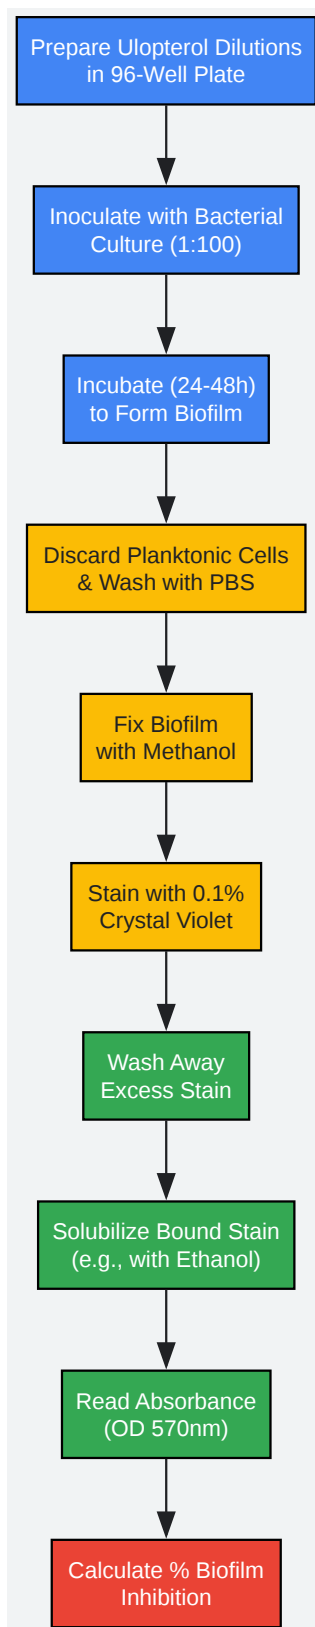 Prepare Ulopterol Dilutions
in 96-Well Plate
Inoculate with Bacterial
Culture (1:100)
Incubate (24-48h)
to Form Biofilm
Discard Planktonic Cells
& Wash with PBS
Fix Biofilm
with Methanol
Stain with 0.1%
Crystal Violet
Wash Away
Excess Stain
Solubilize Bound Stain
(e.g., with Ethanol)
Read Absorbance
(OD 570nm)
Calculate % Biofilm
Inhibition